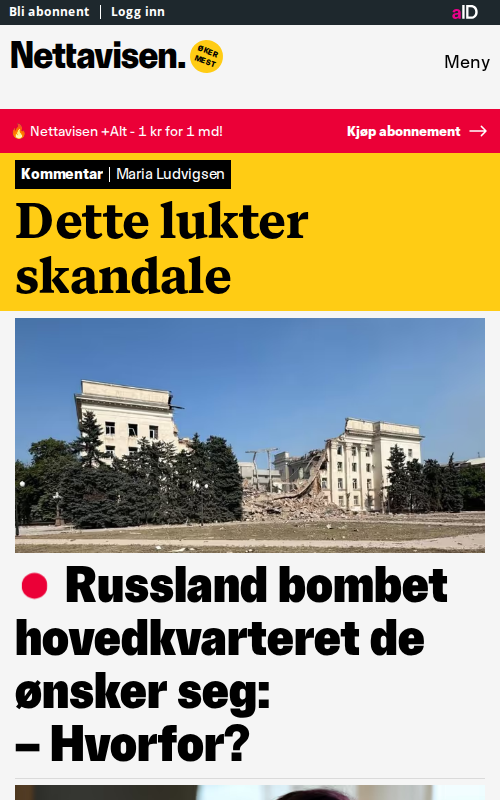 Bli abonnent | Logg inn
aID
Nettavisen.
ØKER
MEST
Meny
🔥 Nettavisen +Alt - 1 kr for 1 md!
Kjøp abonnement →
Kommentar | Maria Ludvigsen
Dette lukter
skandale
Russland bombet
hovedkvarteret de
ønsker seg:
– Hvorfor?